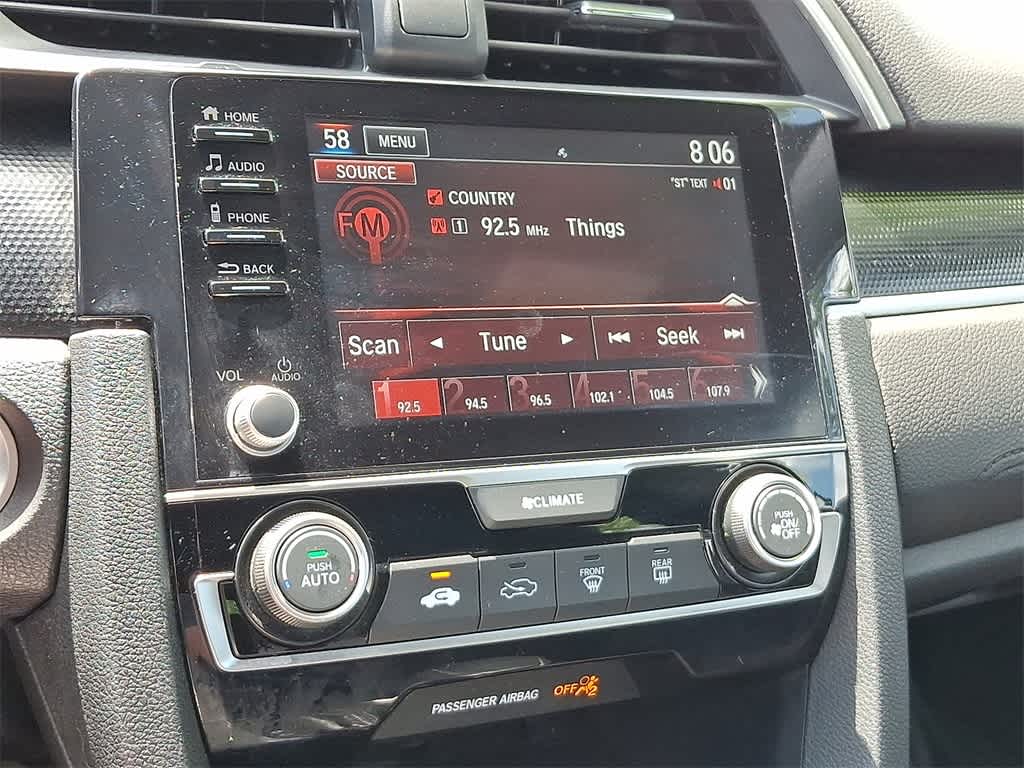 HOME
58 MENU 8 06
AUDIO
SOURCE "ST" TEXT 01
COUNTRY
PHONE
FM 1 92.5 MHz Things
BACK
Scan Tune Seek
VOL AUDIO
1 92.5 2 94.5 3 96.5 4 102.1 5 104.5 6 107.9
CLIMATE
PUSH
ON/
OFF
PUSH
AUTO
FRONT
REAR
PASSENGER AIRBAG OFF 2